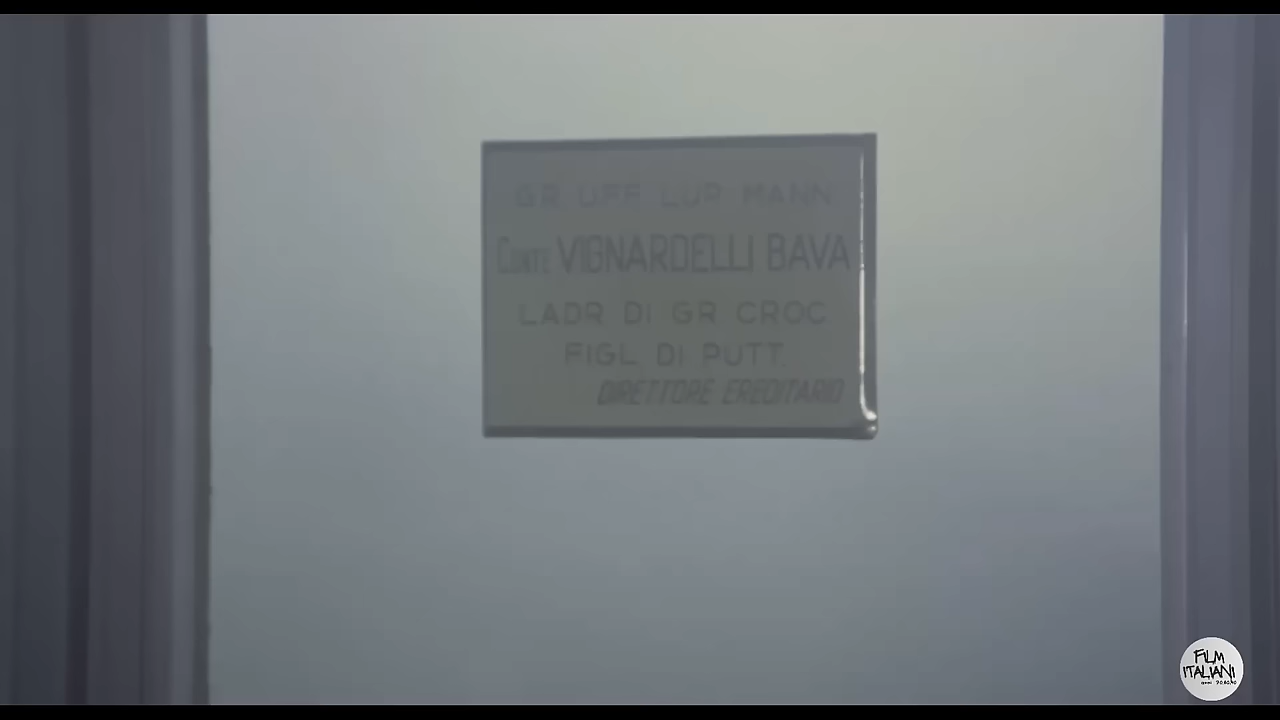 GR UFF LUP MANN
CONTE VIGNARDELLI BAVA
LADR DI GR CROC
FIGL DI PUTT
DIRETTORE EREDITARIO
FILM
ITALIANI